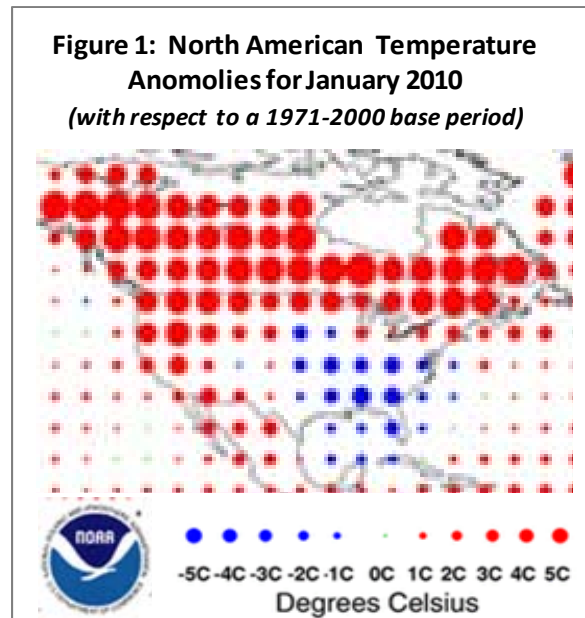 Figure 1: North American Temperature
Anomolies for January 2010
(with respect to a 1971-2000 base period)
NOAA
-5C -4C -3C -2C -1C 0C 1C 2C 3C 4C 5C
Degrees Celsius